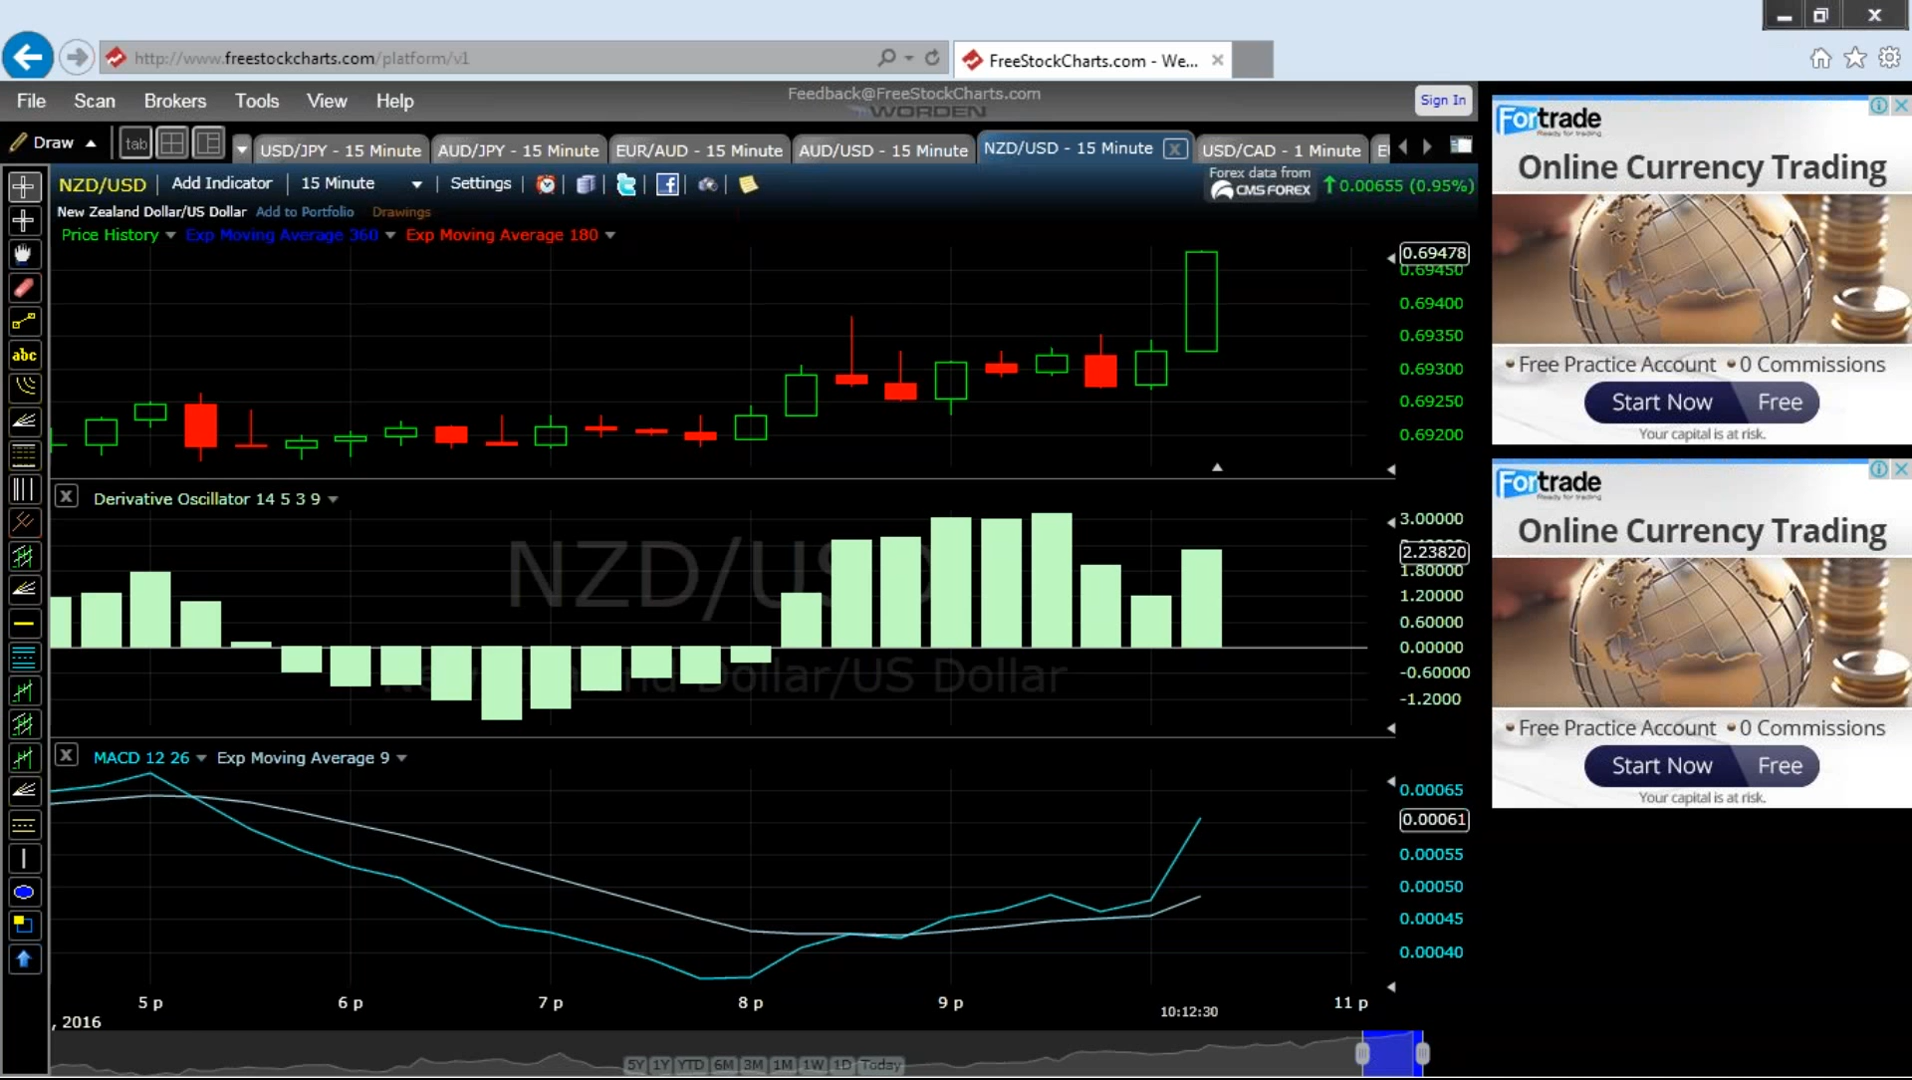 http://www.freestockcharts.com/platform/v1
FreeStockCharts.com - We...
File Scan Brokers Tools View Help
Feedback@FreeStockCharts.com
WORDEN
Sign In
Draw
tab
USD/JPY - 15 Minute
AUD/JPY - 15 Minute
EUR/AUD - 15 Minute
AUD/USD - 15 Minute
NZD/USD - 15 Minute
USD/CAD - 1 Minute
NZD/USD Add Indicator 15 Minute Settings
Forex data from
CMS FOREX
0.00655 (0.95%)
New Zealand Dollar/US Dollar Add to Portfolio Drawings
Price History Exp Moving Average 360 Exp Moving Average 180
abc
0.69478
0.69450
0.69400
0.69350
0.69300
0.69250
0.69200
Derivative Oscillator 14 5 3 9
NZD/USD
New Zealand Dollar/US Dollar
3.00000
2.23820
1.80000
1.20000
0.60000
0.00000
-0.60000
-1.2000
MACD 12 26 Exp Moving Average 9
0.00065
0.00061
0.00055
0.00050
0.00045
0.00040
5 p 6 p 7 p 8 p 9 p 11 p
10:12:30
, 2016
5Y 1Y YTD 6M 3M 1M 1W 1D Today
Fortrade
Ready for trading
Online Currency Trading
Free Practice Account 0 Commissions
Start Now Free
Your capital is at risk.
Fortrade
Ready for trading
Online Currency Trading
Free Practice Account 0 Commissions
Start Now Free
Your capital is at risk.